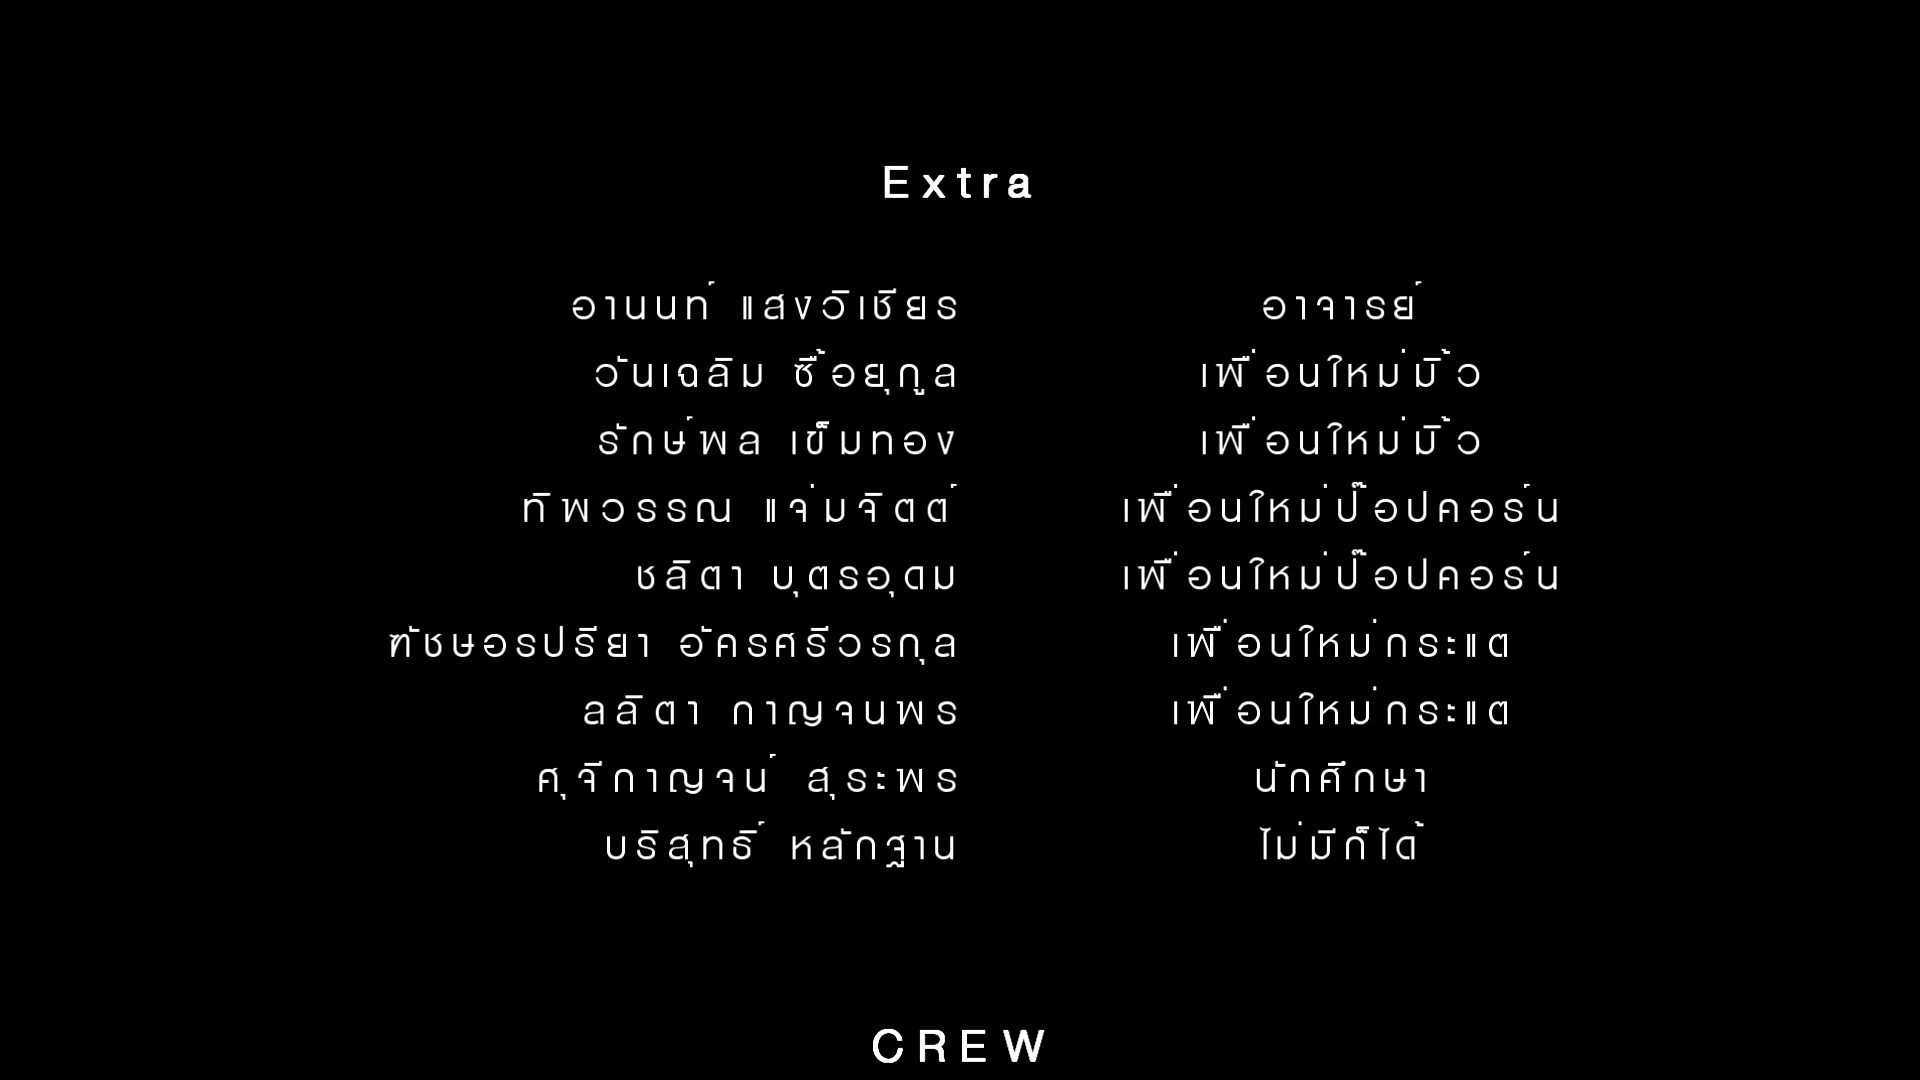 Extra
อานนท์ แสงวิเชียร อาจารย์
วันเฉลิม ซื้อยุกูล เพื่อนใหม่มิ้ว
รักษ์พล เข็มทอง เพื่อนใหม่มิ้ว
ทิพวรรณ แจ่มจิตต์ เพื่อนใหม่ป๊อปคอร์น
ชลิตา บุตรอุดม เพื่อนใหม่ป๊อปคอร์น
ฑัชษอรปรียา อัครศรีวรกุล เพื่อนใหม่กระแต
ลลิตา กาญจนพร เพื่อนใหม่กระแต
ศุจีกาญจน์ สุระพร นักศึกษา
บริสุทธิ์ หลักฐาน ไม่มีก็ได้
CREW